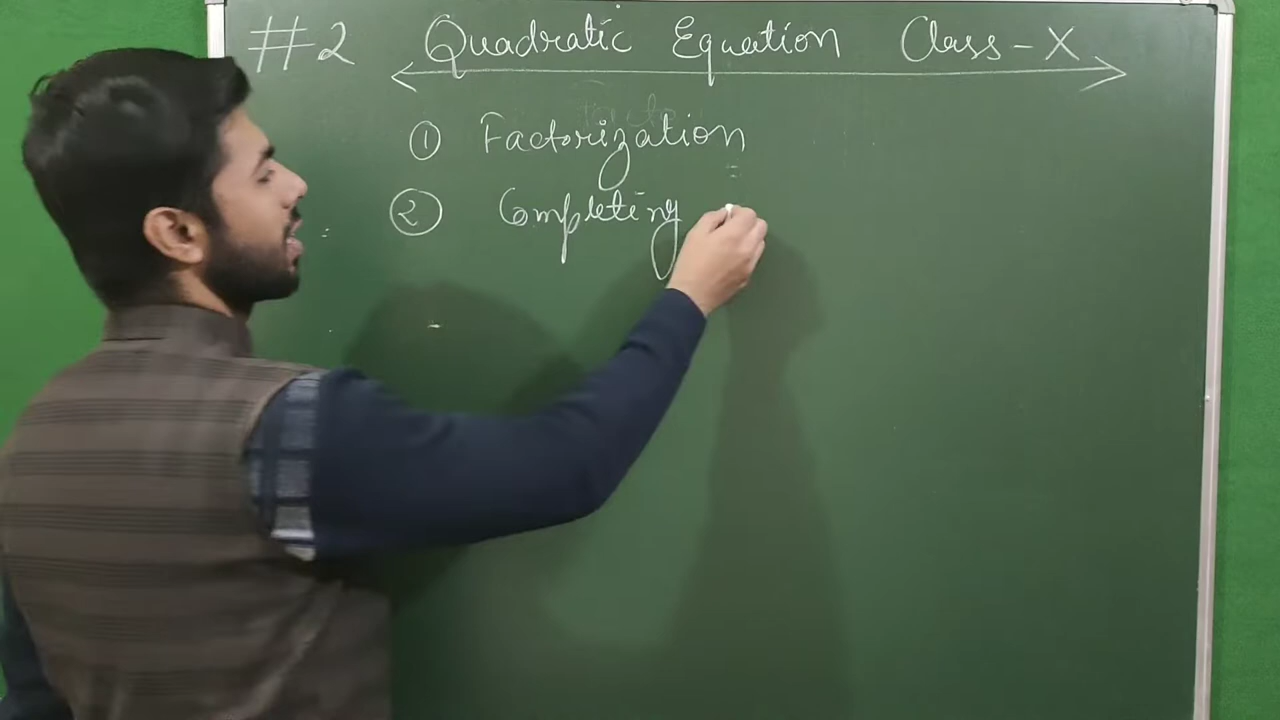 #2 Quadratic Equation Class-X
① Factorization
② Completing